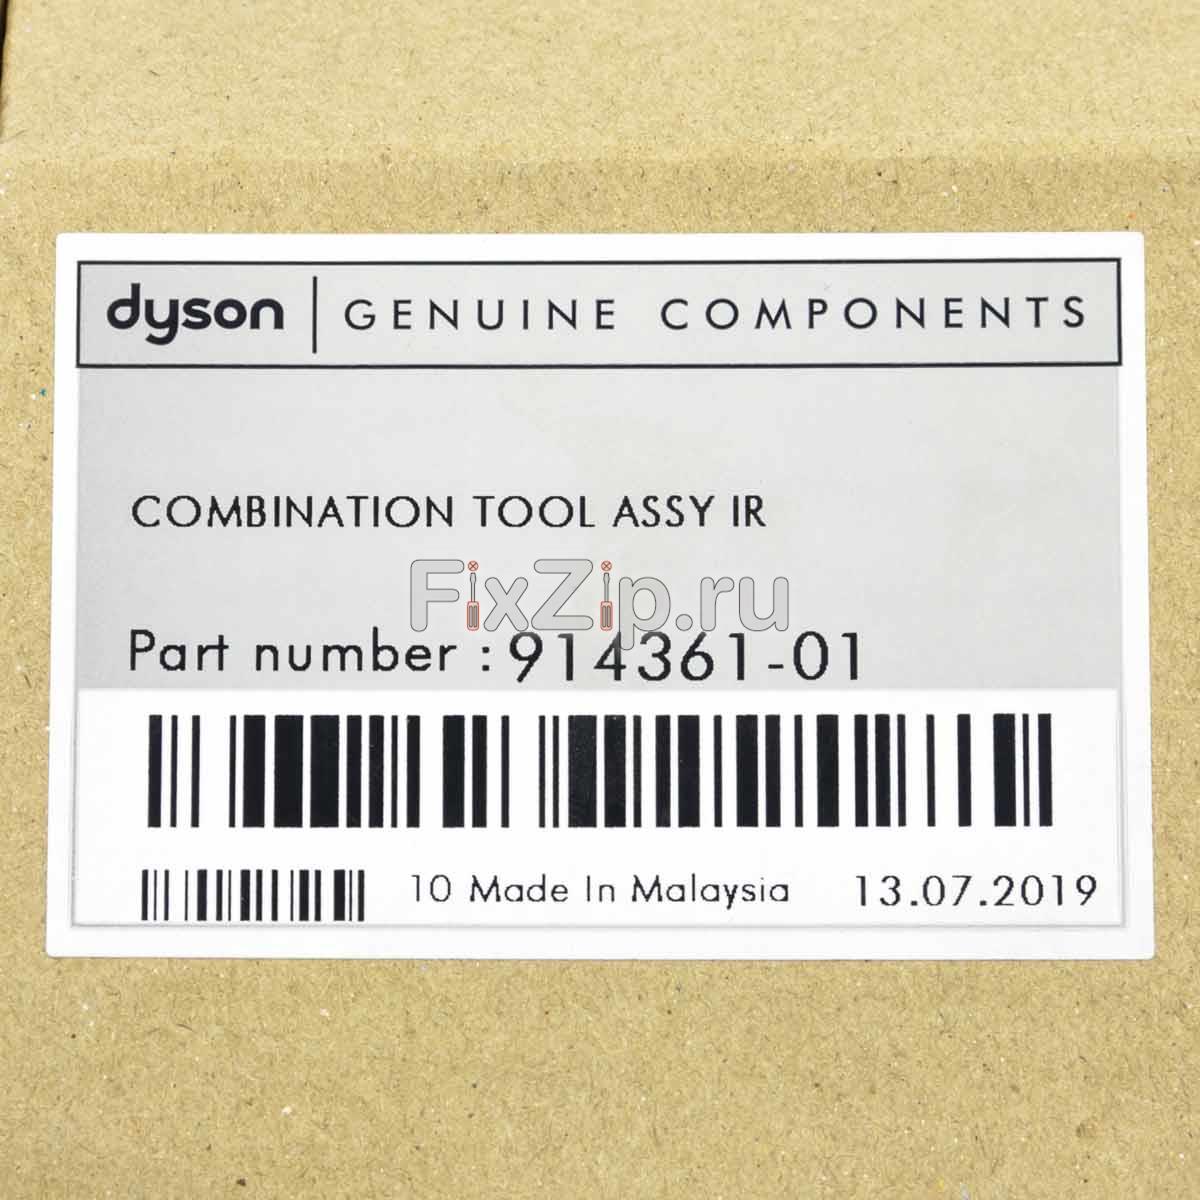 dyson | GENUINE COMPONENTS
COMBINATION TOOL ASSY IR
FixZip.ru
Part number : 914361-01
10 Made In Malaysia 13.07.2019